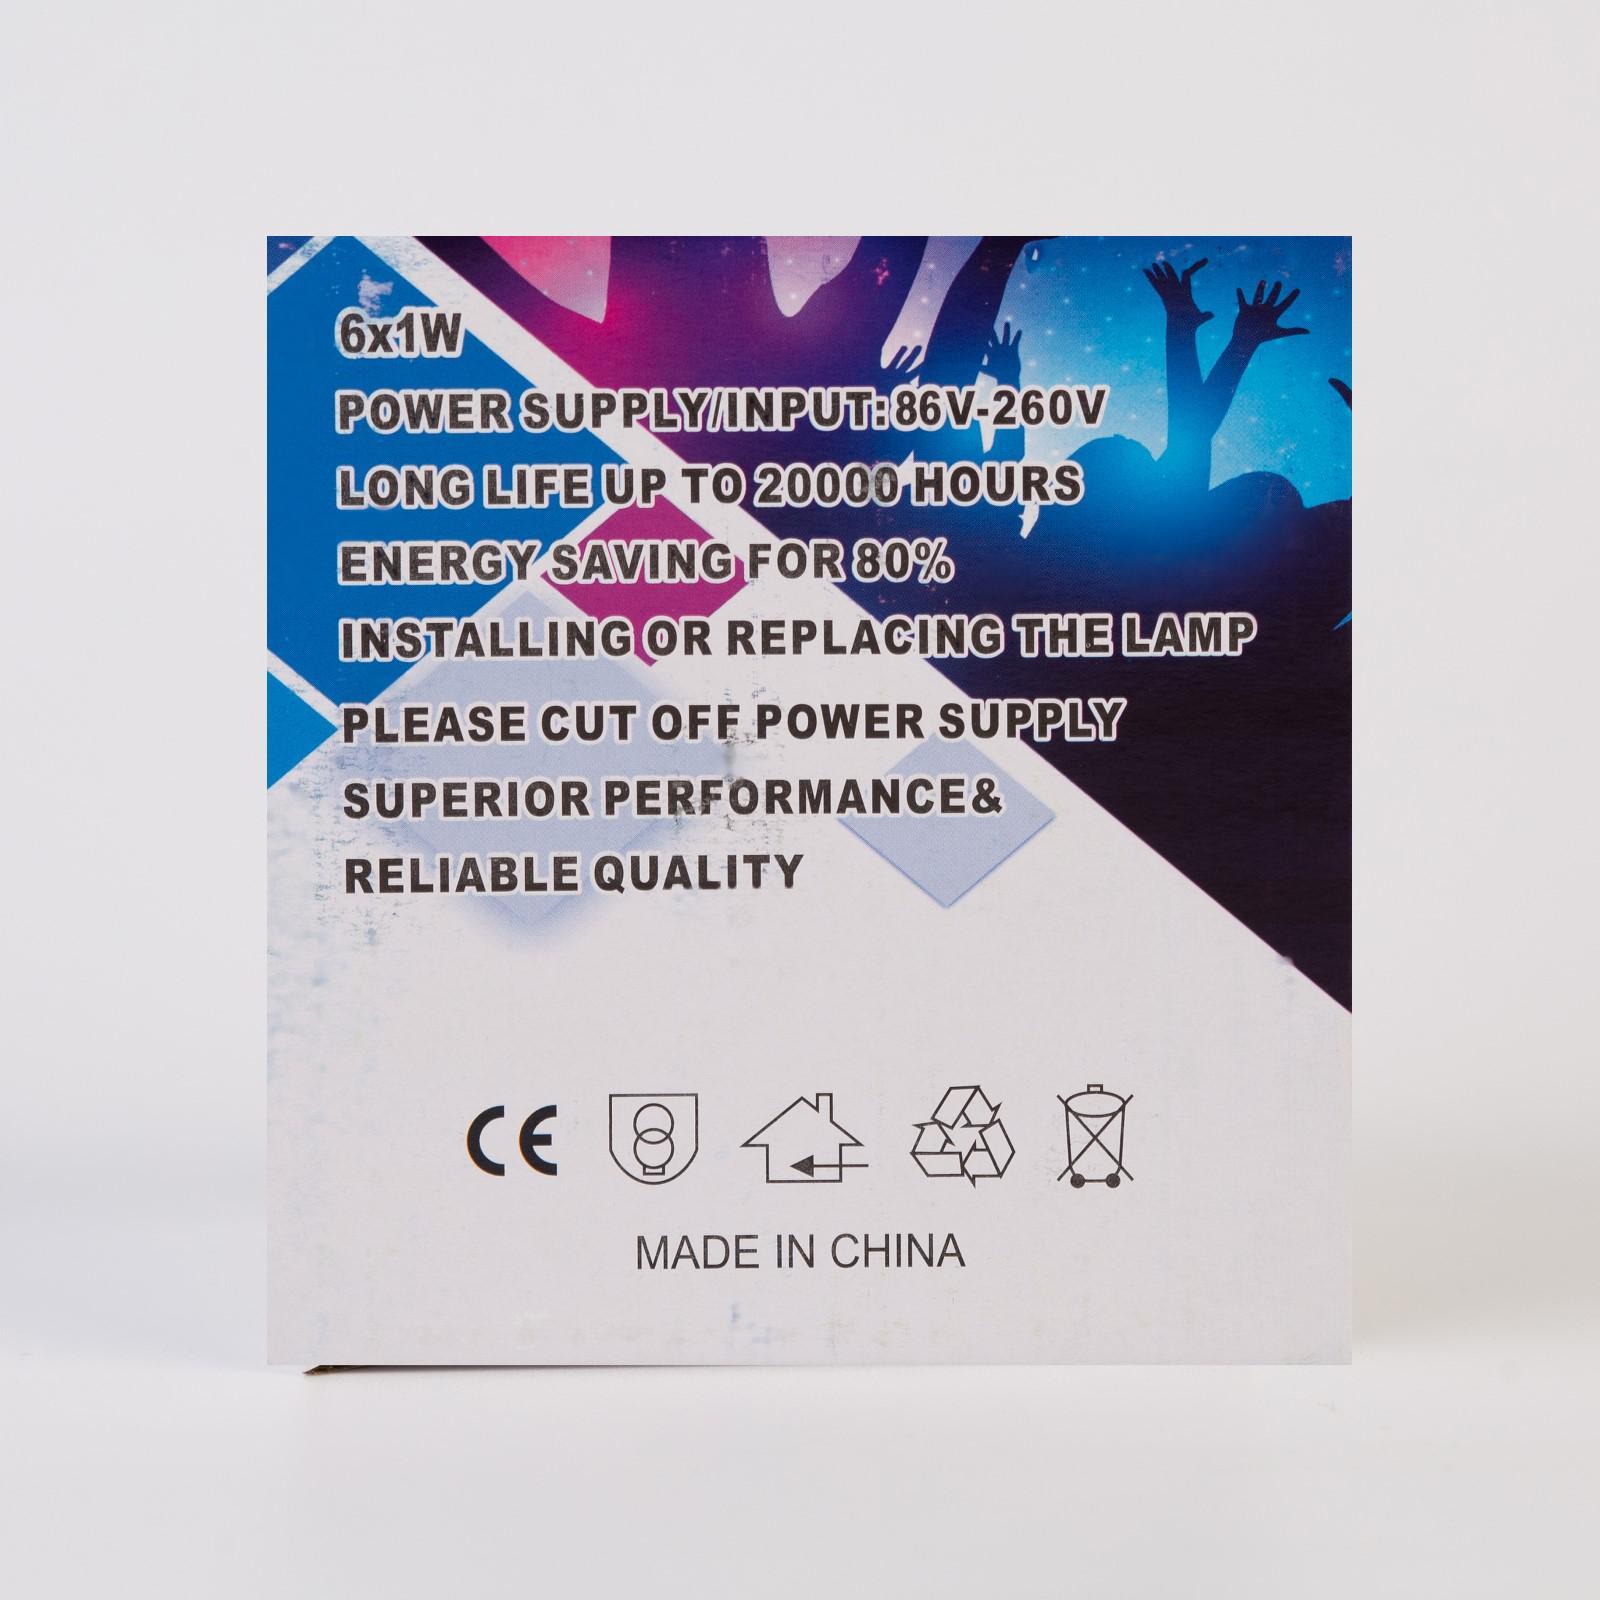 6x1W
POWER SUPPLY/INPUT:86V-260V
LONG LIFE UP TO 20000 HOURS
ENERGY SAVING FOR 80%
INSTALLING OR REPLACING THE LAMP
PLEASE CUT OFF POWER SUPPLY
SUPERIOR PERFORMANCE&
RELIABLE QUALITY
CE
MADE IN CHINA